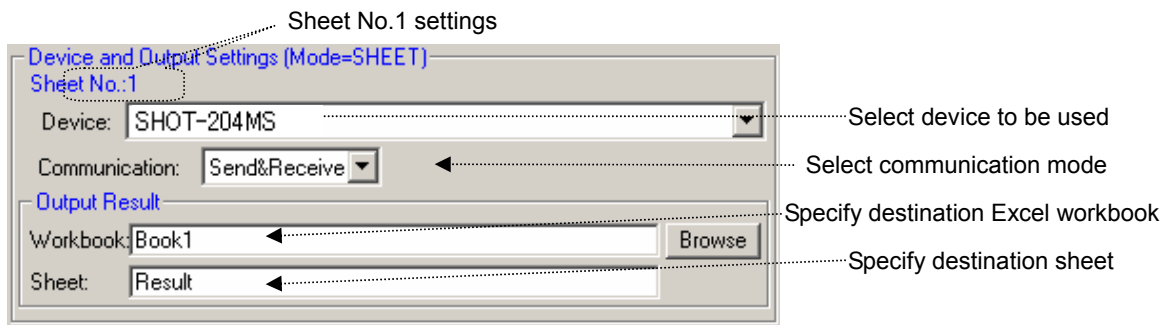 Sheet No.1 settings
Device and Output Settings (Mode=SHEET)
Sheet No.:1
Device: SHOT-204MS
Select device to be used
Communication: Send&Receive
Select communication mode
Output Result
Specify destination Excel workbook
Workbook: Book1 Browse
Specify destination sheet
Sheet: Result